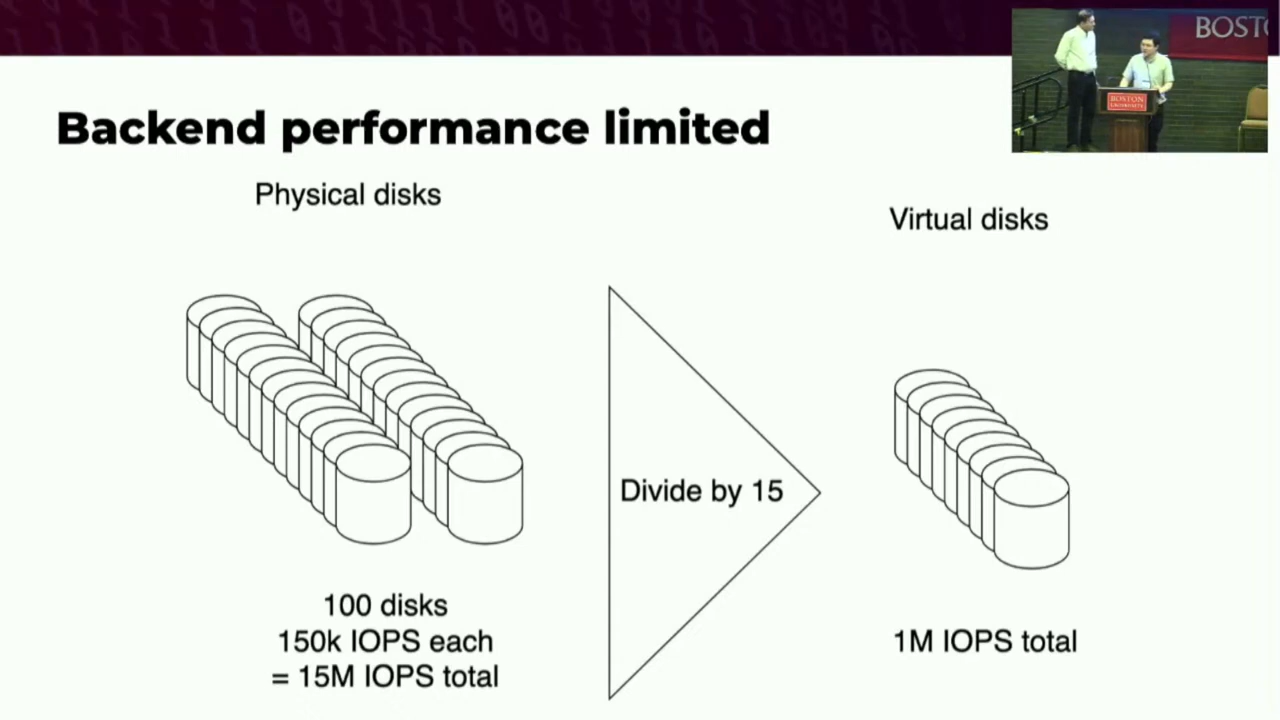 Backend performance limited
Physical disks
Virtual disks
Divide by 15
100 disks
150k IOPS each
= 15M IOPS total
1M IOPS total
BOSTON